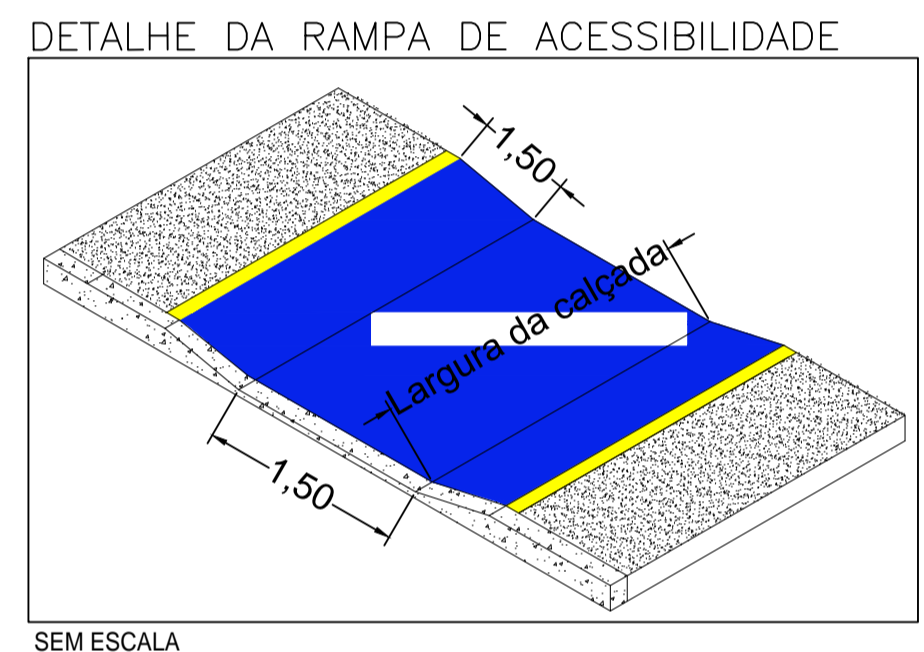 DETALHE DA RAMPA DE ACESSIBILIDADE
1,50
Largura da calçada
1,50
SEM ESCALA